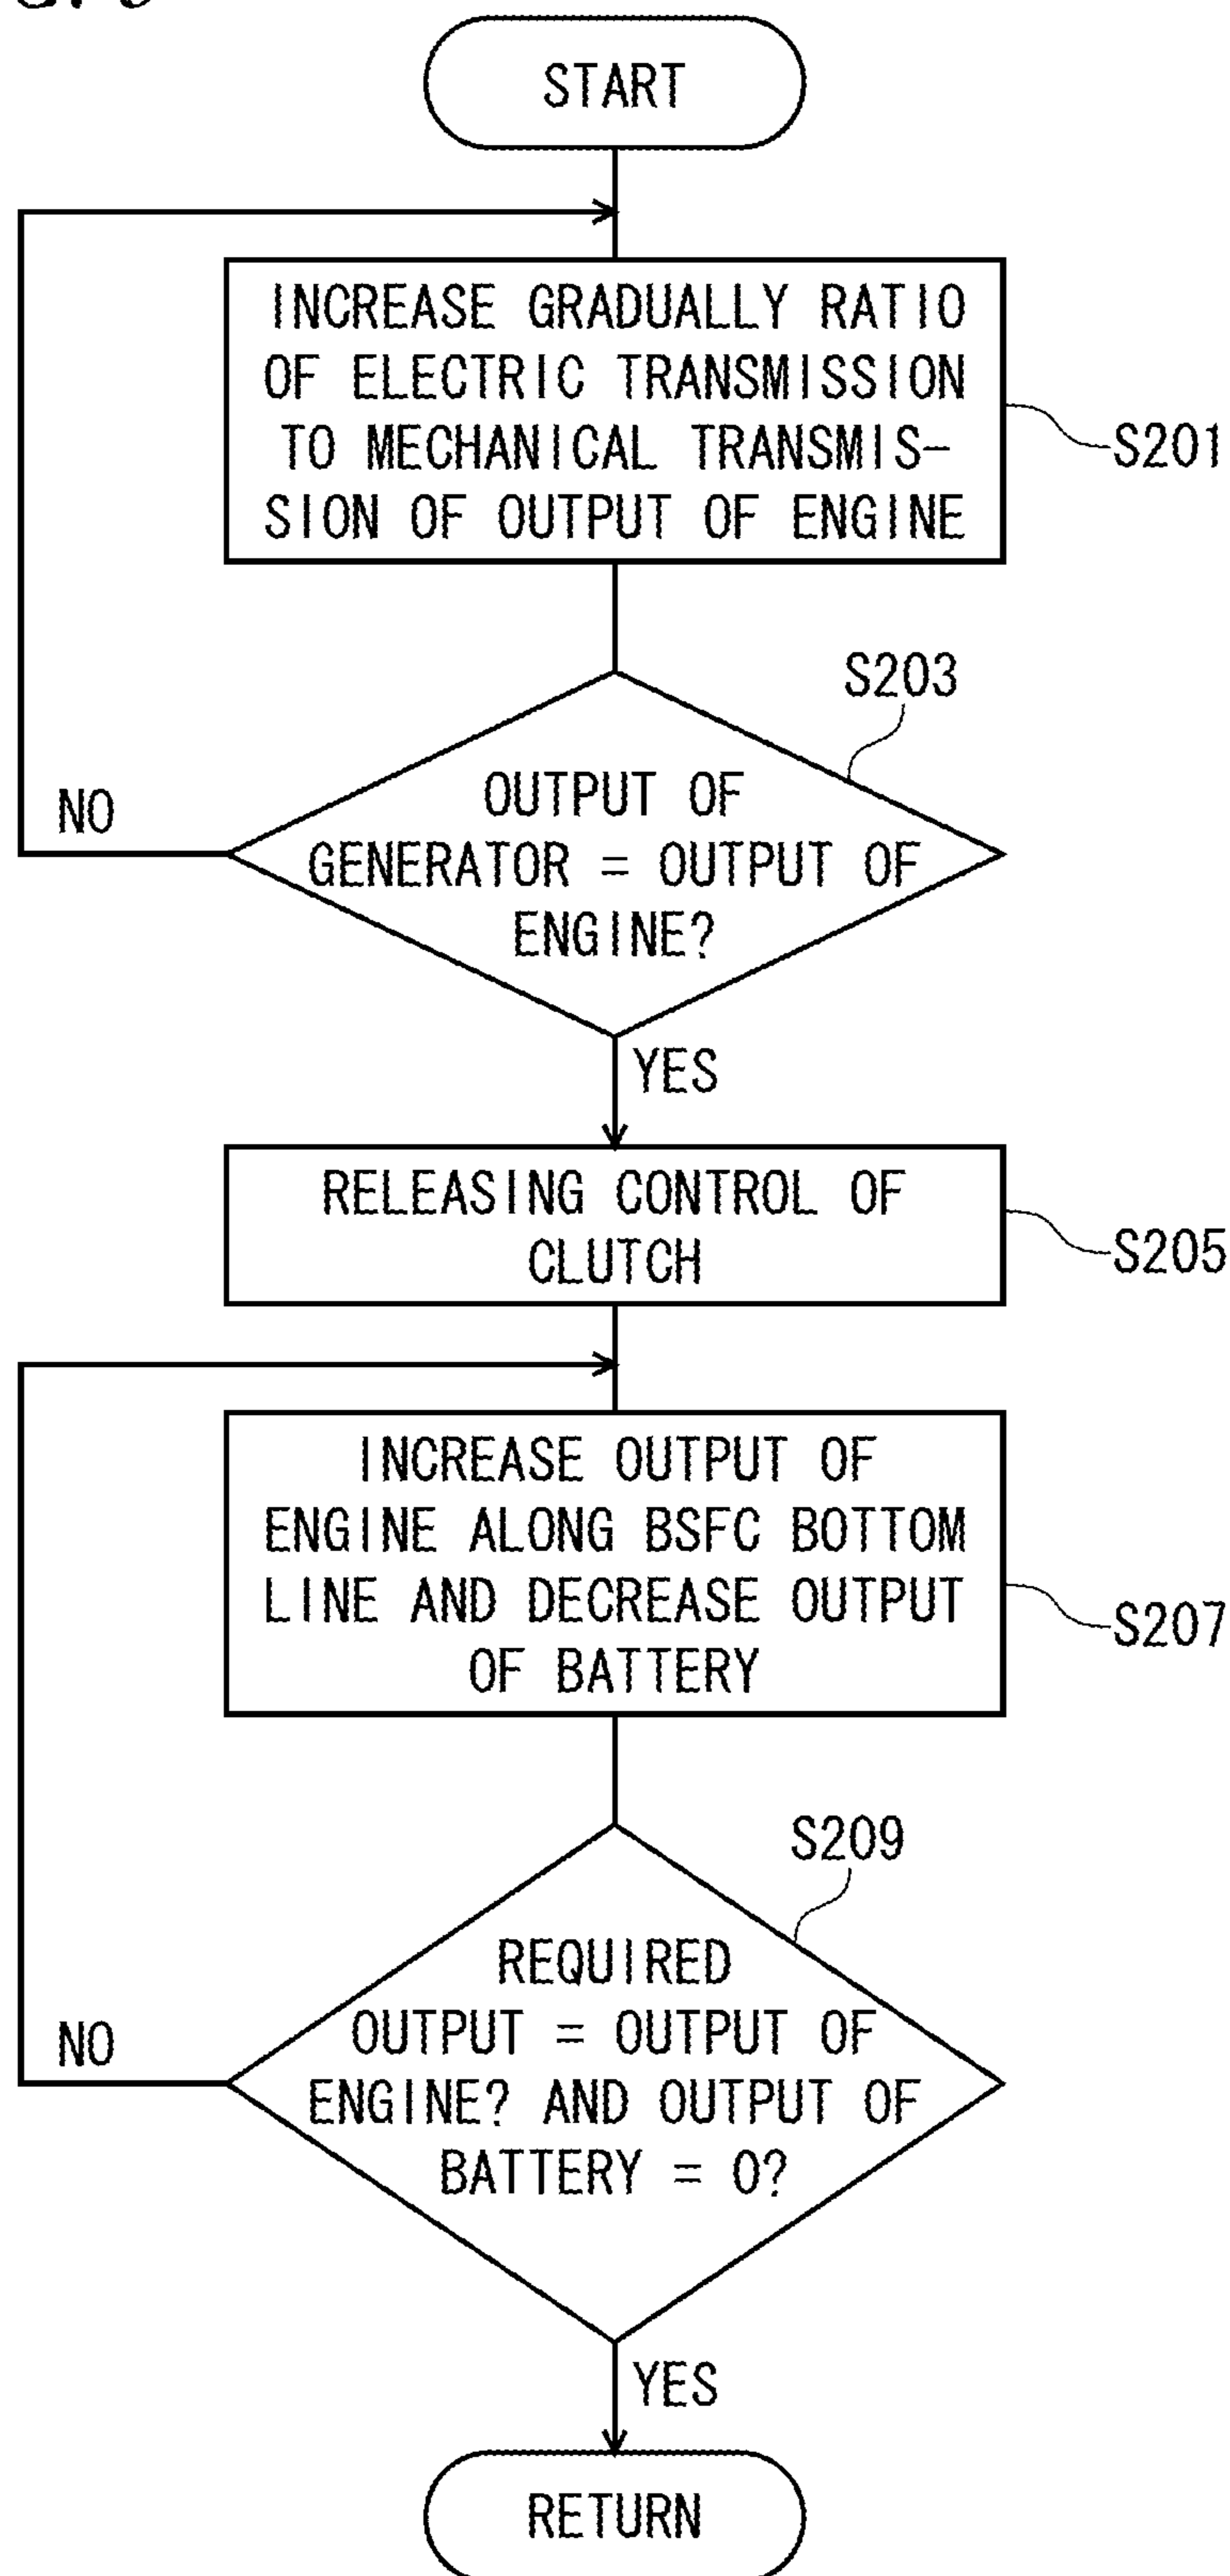 START
INCREASE GRADUALLY RATIO
OF ELECTRIC TRANSMISSION
TO MECHANICAL TRANSMIS-
SION OF OUTPUT OF ENGINE
S201
S203
OUTPUT OF
GENERATOR = OUTPUT OF
ENGINE?
NO
YES
RELEASING CONTROL OF
CLUTCH
S205
INCREASE OUTPUT OF
ENGINE ALONG BSFC BOTTOM
LINE AND DECREASE OUTPUT
OF BATTERY
S207
S209
REQUIRED
OUTPUT = OUTPUT OF
ENGINE? AND OUTPUT OF
BATTERY = 0?
NO
YES
RETURN